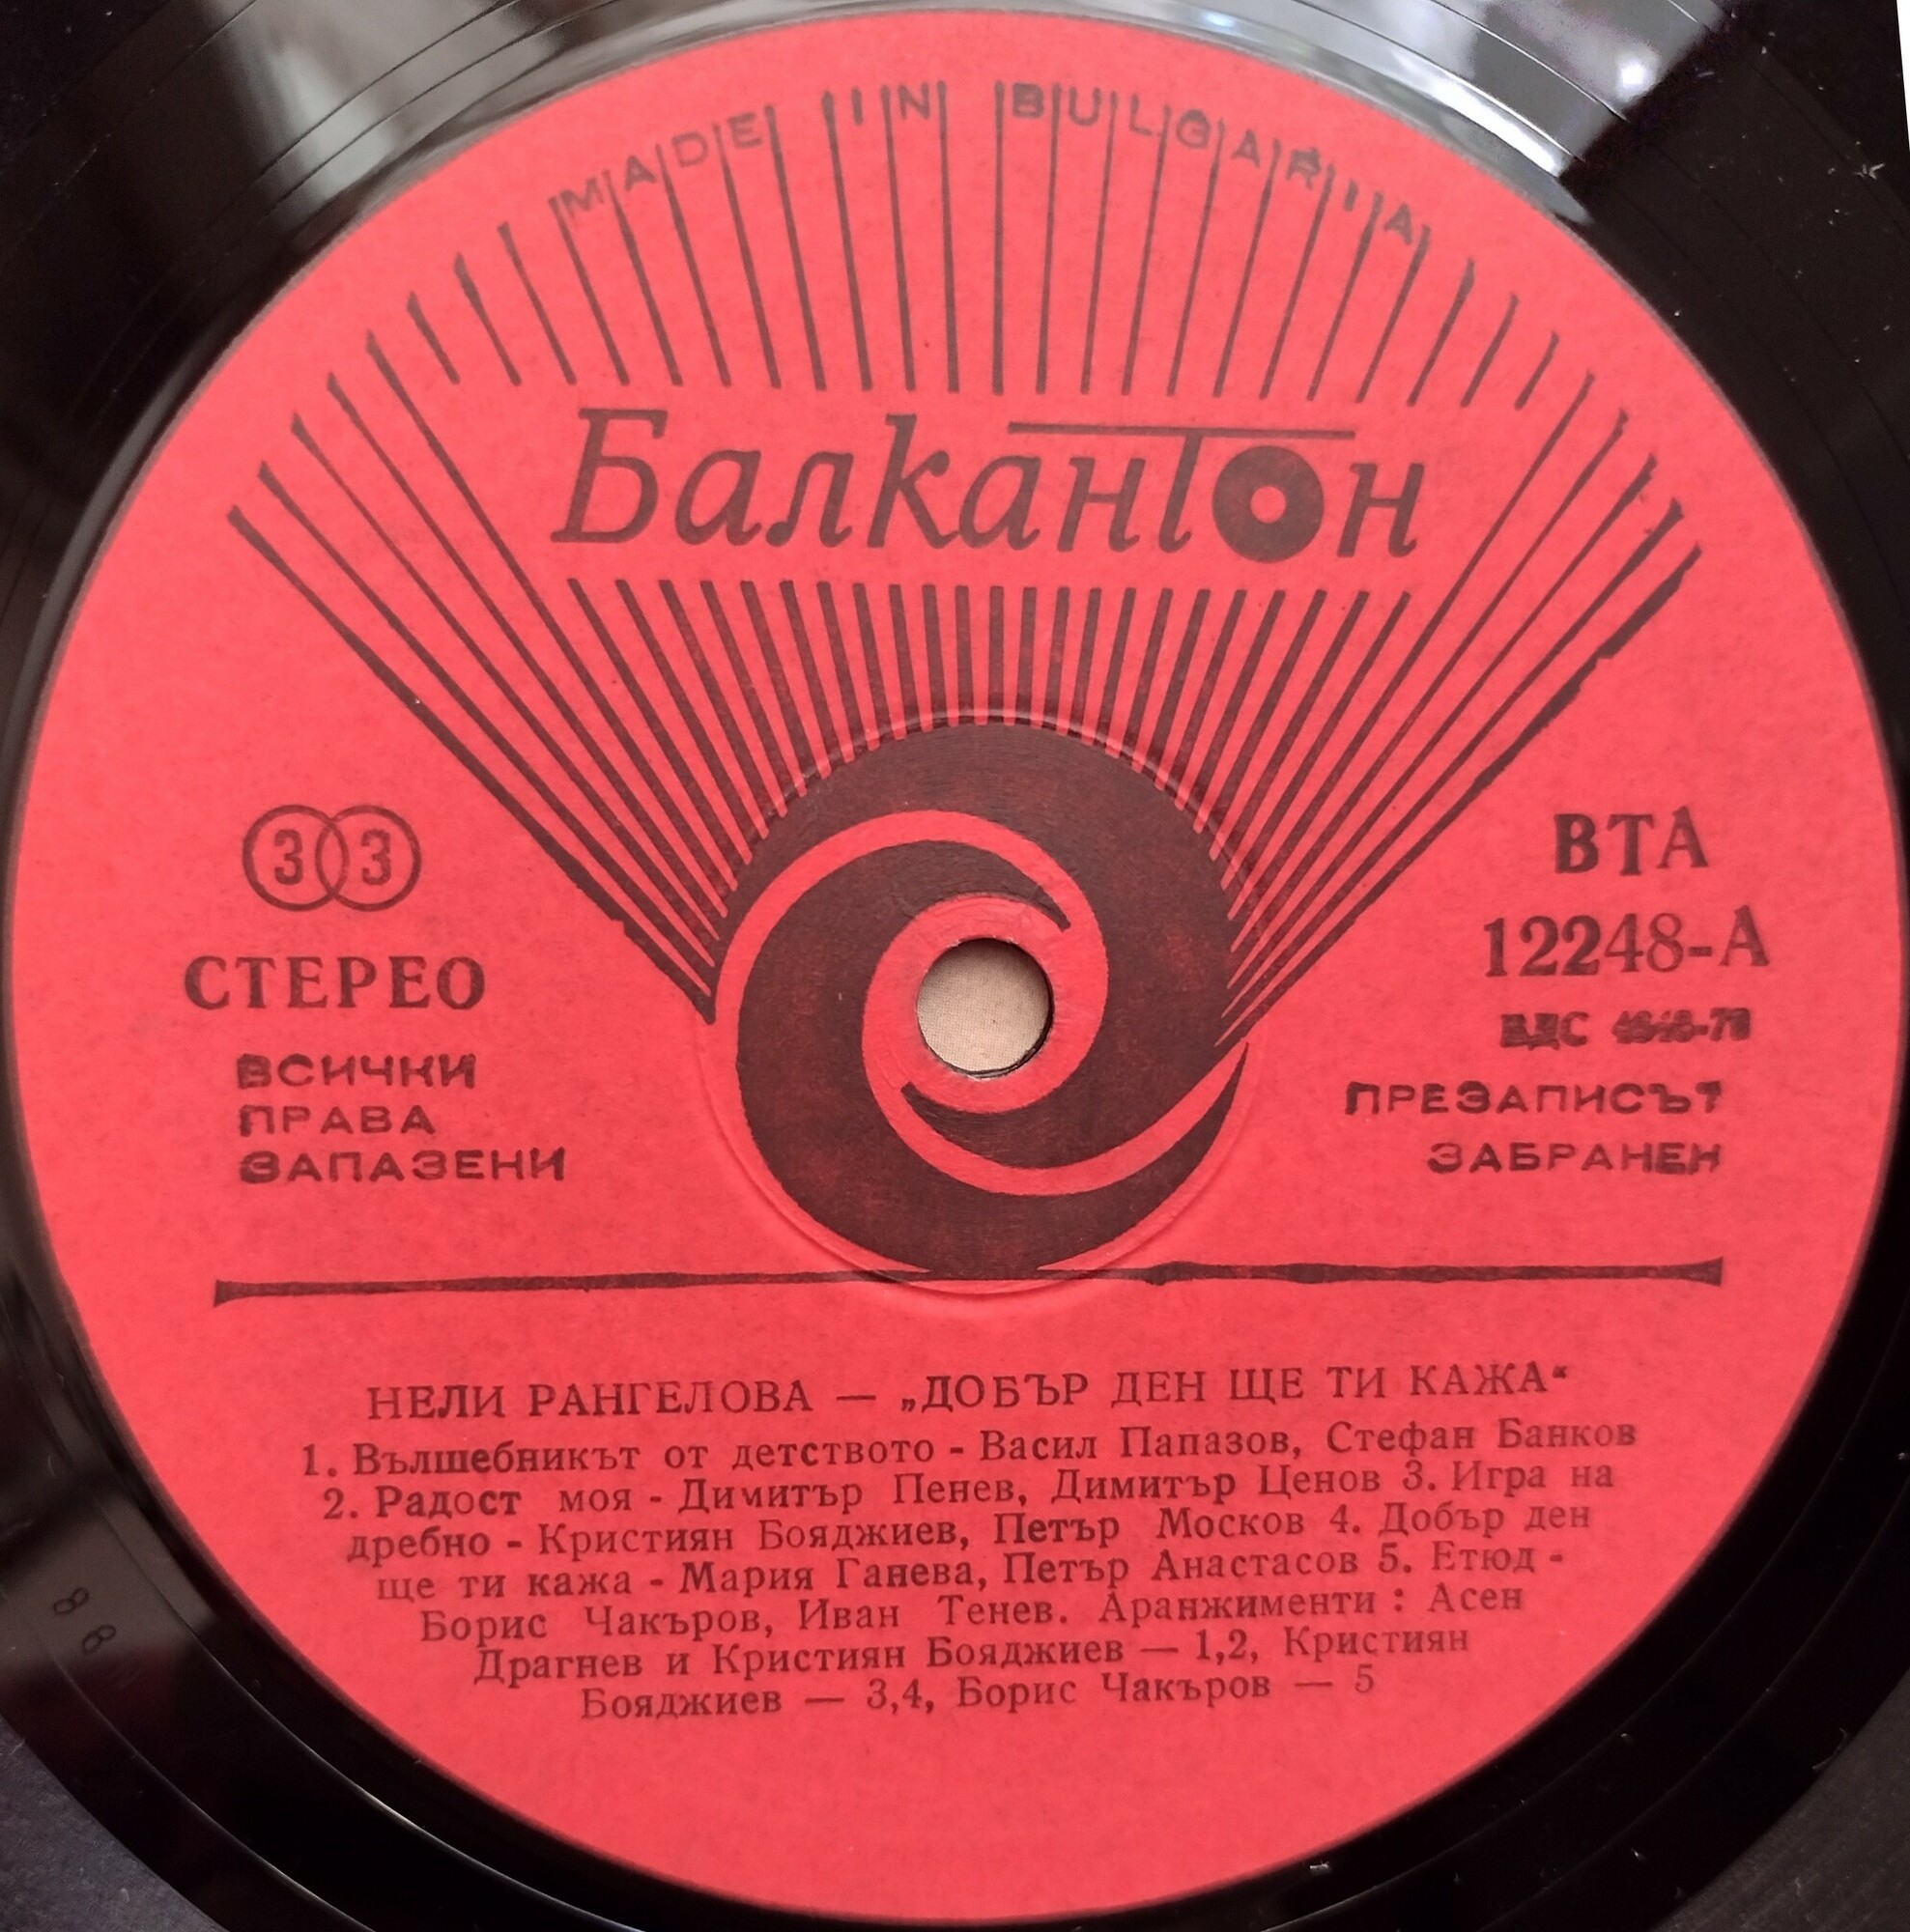 MADE IN BULGARIA
Балкантон
33
СТЕРЕО
ВСИЧКИ
ПРАВА
ЗАПАЗЕНИ
ВТА
12248-А
БДС
ПРЕЗАПИСЪТ
ЗАБРАНЕН
НЕЛИ РАНГЕЛОВА — „ДОБЪР ДЕН ЩЕ ТИ КАЖА“
1. Вълшебникът от детството - Васил Папазов, Стефан Банков
2. Радост моя - Димитър Пенев, Димитър Ценов 3. Игра на
дребно - Кристиян Бояджиев, Петър Москов 4. Добър ден
ще ти кажа - Мария Ганева, Петър Анастасов 5. Етюд -
Борис Чакъров, Иван Тенев. Аранжименти : Асен
Драгнев и Кристиян Бояджиев — 1,2, Кристиян
Бояджиев — 3,4, Борис Чакъров — 5
88